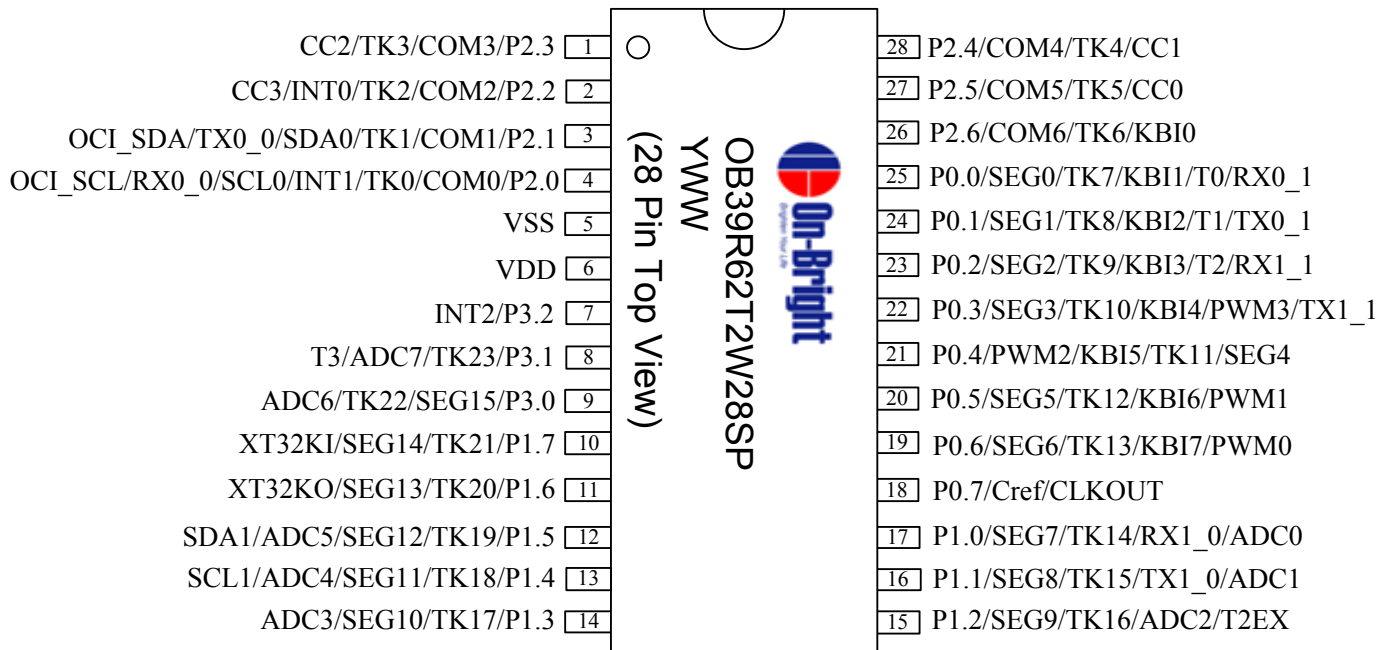 CC2/TK3/COM3/P2.3 1
CC3/INT0/TK2/COM2/P2.2 2
OCI_SDA/TX0_0/SDA0/TK1/COM1/P2.1 3
OCI_SCL/RX0_0/SCL0/INT1/TK0/COM0/P2.0 4
VSS 5
VDD 6
INT2/P3.2 7
T3/ADC7/TK23/P3.1 8
ADC6/TK22/SEG15/P3.0 9
XT32KI/SEG14/TK21/P1.7 10
XT32KO/SEG13/TK20/P1.6 11
SDA1/ADC5/SEG12/TK19/P1.5 12
SCL1/ADC4/SEG11/TK18/P1.4 13
ADC3/SEG10/TK17/P1.3 14
On-Bright
Brighten Your Life
OB39R62T2W28SP
YWW
(28 Pin Top View)
28 P2.4/COM4/TK4/CC1
27 P2.5/COM5/TK5/CC0
26 P2.6/COM6/TK6/KBI0
25 P0.0/SEG0/TK7/KBI1/T0/RX0_1
24 P0.1/SEG1/TK8/KBI2/T1/TX0_1
23 P0.2/SEG2/TK9/KBI3/T2/RX1_1
22 P0.3/SEG3/TK10/KBI4/PWM3/TX1_1
21 P0.4/PWM2/KBI5/TK11/SEG4
20 P0.5/SEG5/TK12/KBI6/PWM1
19 P0.6/SEG6/TK13/KBI7/PWM0
18 P0.7/Cref/CLKOUT
17 P1.0/SEG7/TK14/RX1_0/ADC0
16 P1.1/SEG8/TK15/TX1_0/ADC1
15 P1.2/SEG9/TK16/ADC2/T2EX